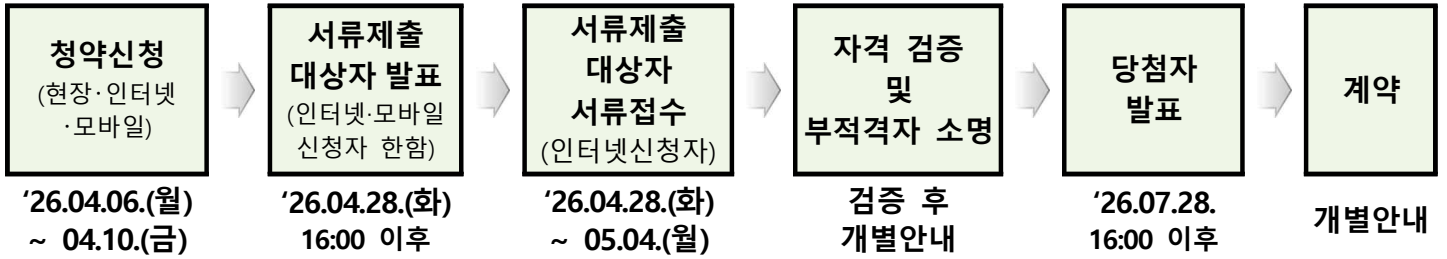 청약신청
(현장·인터넷
·모바일)
‘26.04.06.(월)
~ 04.10.(금)
서류제출
대상자 발표
(인터넷·모바일
신청자 한함)
‘26.04.28.(화)
16:00 이후
서류제출
대상자
서류접수
(인터넷신청자)
‘26.04.28.(화)
~ 05.04.(월)
자격 검증
및
부적격자 소명
검증 후
개별안내
당첨자
발표
‘26.07.28.
16:00 이후
계약
개별안내